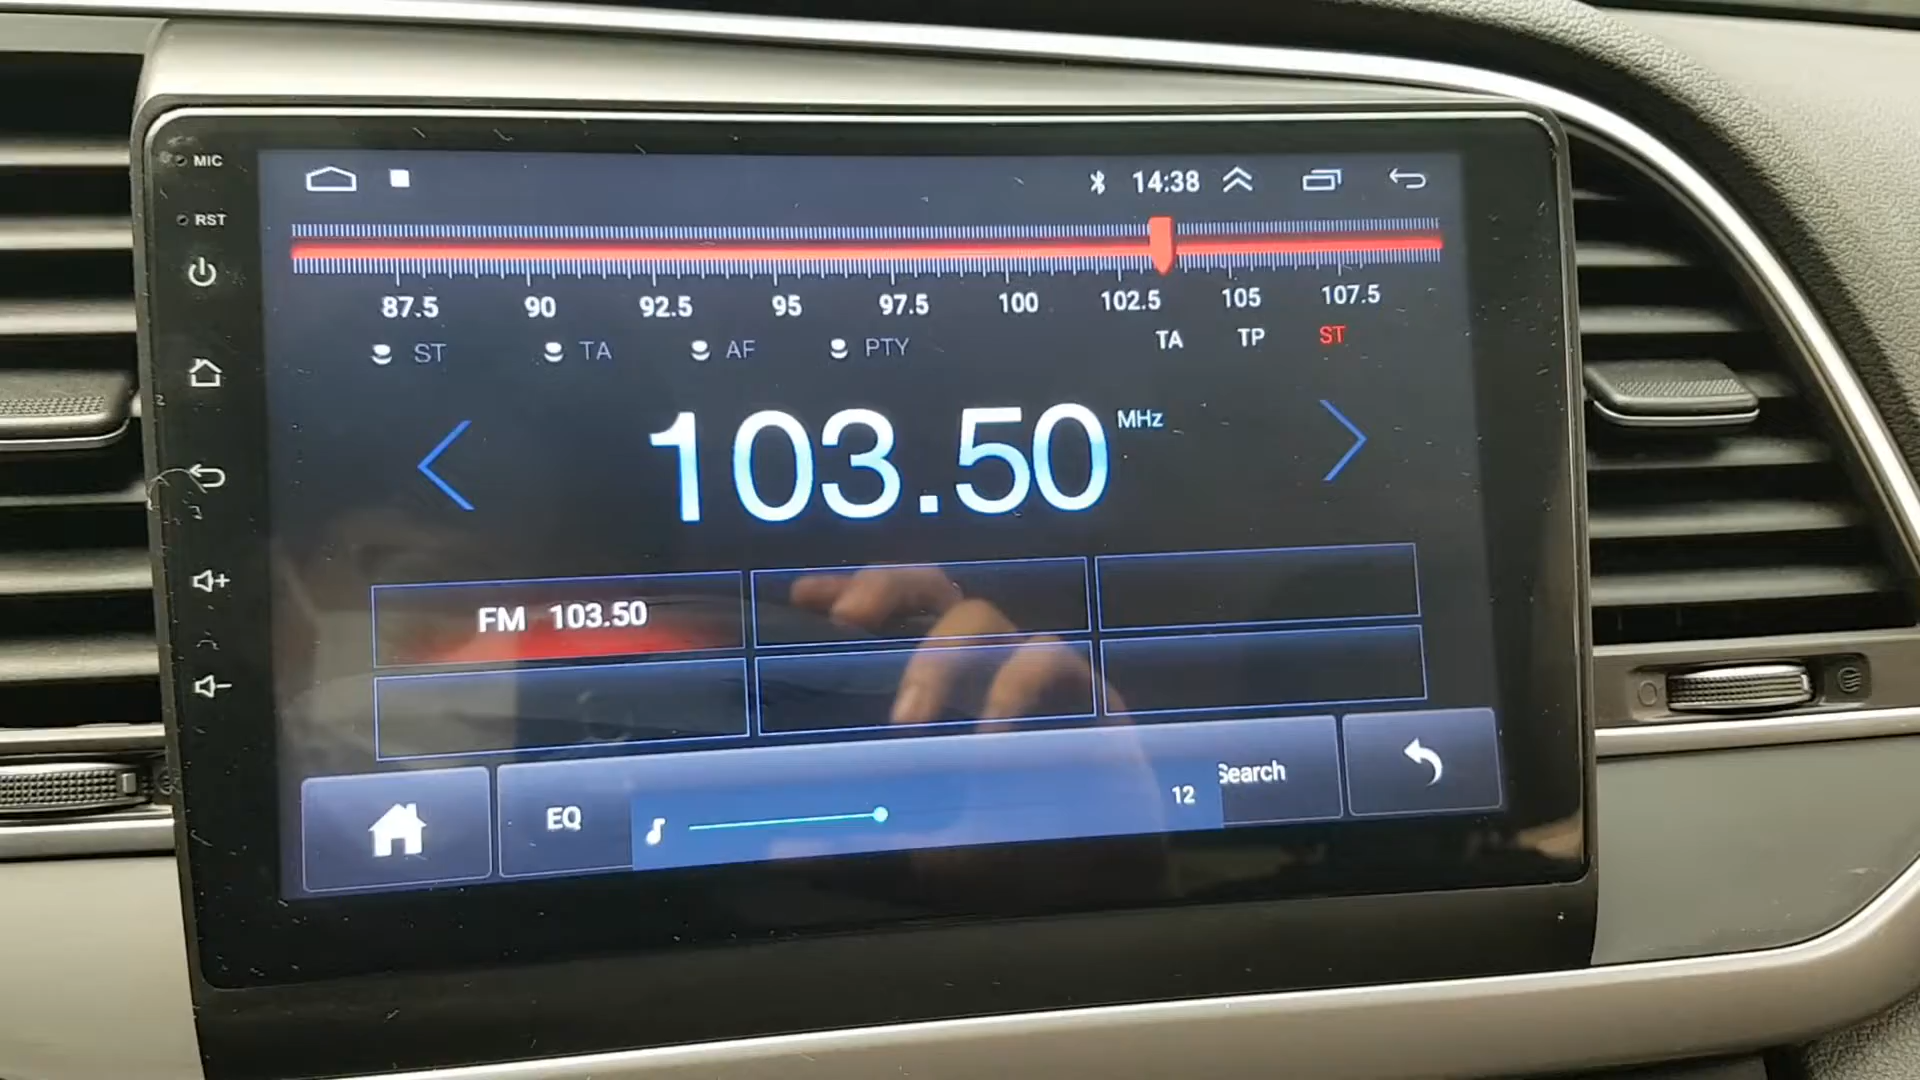 MIC
14:38
RST
87.5 90 92.5 95 97.5 100 102.5 105 107.5
ST TA AF PTY TA TP ST
103.50 MHz
FM 103.50
EQ 12 Search